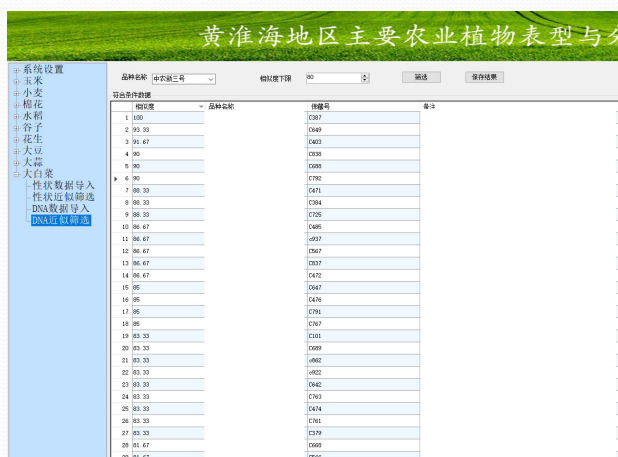 黄淮海地区主要农业植物表型与
系统设置
玉米
小麦
棉花
水稻
谷子
花生
大豆
大蒜
大白菜
性状数据导入
性状近似筛选
DNA数据导入
DNA近似筛选
品种名称 中农新三号 相似度下限 80 筛选 保存结果
符合条件数据
相似度 品种名称 保藏号 备注
1 100 C387
2 93.33 C649
3 91.67 C403
4 90 C838
5 90 C688
6 90 C792
7 88.33 C471
8 88.33 C384
9 88.33 C725
10 86.67 C485
11 86.67 c937
12 86.67 C567
13 86.67 C837
14 86.67 C472
15 85 C647
16 85 C476
17 85 C791
18 85 C767
19 83.33 C101
20 83.33 C689
21 83.33 c862
22 83.33 c922
23 83.33 C642
24 83.33 C763
25 83.33 C474
26 83.33 C761
27 83.33 C379
28 81.67 C668